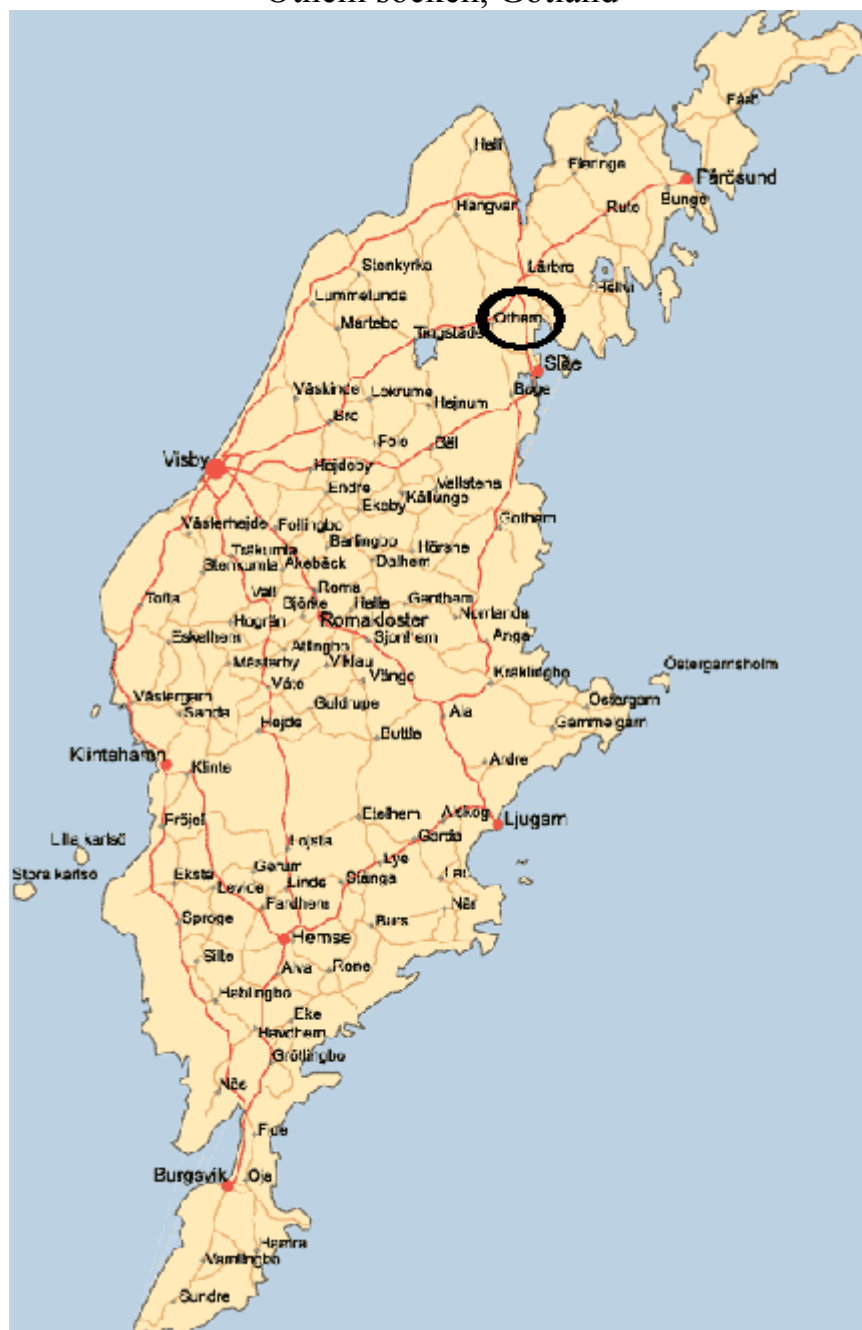 Othem socken, Gotland
Fårö
Hall
Fleringe
Fårösund
Bunge
Rute
Hangvar
Lärbro
Stenkyrka
Hellvi
Lummelunda
Othem
Martebo
Tingstäde
Slite
Väskinde
Lokrume
Boge
Hejnum
Bro
Fole
Bäl
Visby
Hejdeby
Endre
Vallstena
Källunge
Ekeby
Västerhejde
Follingbo
Gothem
Barlingbo
Hörsne
Träkumla
Stenkumla
Akebäck
Dalhem
Roma
Vall
Tofta
Björke
Halla
Ganthem
Hogrän
Romakloster
Norrlanda
Eskelhem
Sjonhem
Anga
Atlingbo
Mästerby
Viklau
Östergarnsholm
Väte
Vänge
Kräklingbo
Västergarn
Sanda
Guldrupe
Östergarn
Ala
Hejde
Buttle
Gammelgarn
Klintehamn
Klinte
Ardre
Etelhem
Alskog
Ljugarn
Fröjel
Garda
Lilla karlsö
Lojsta
Stora karlsö
Gerum
Lye
Eksta
Levide
Linde
Stånga
Lau
Fardhem
När
Sproge
Burs
Hemse
Silte
Alva
Rone
Hablingbo
Eke
Havdhem
Grötlingbo
Näs
Fide
Burgsvik
Öja
Hamra
Vamlingbo
Sundre